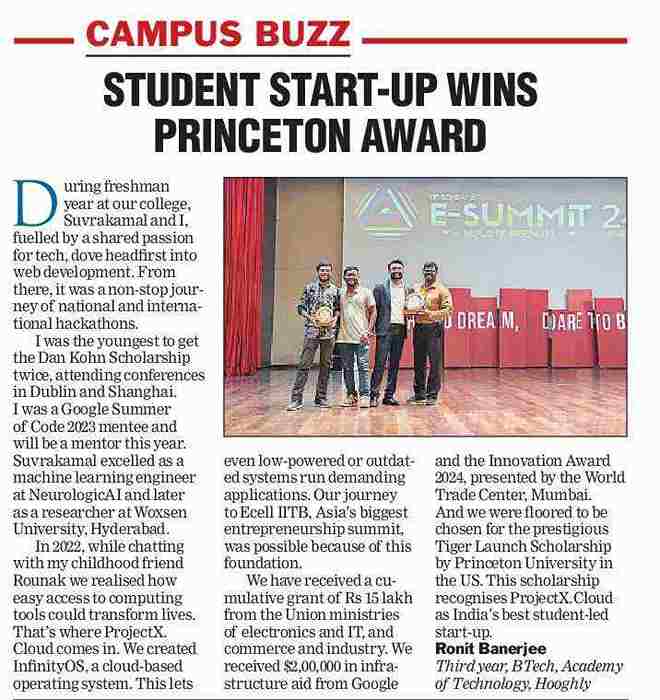 CAMPUS BUZZ
STUDENT START-UP WINS
PRINCETON AWARD
During freshman
year at our college,
Suvrakamal and I,
fuelled by a shared passion
for tech, dove headfirst into
web development. From
there, it was a non-stop jour-
ney of national and interna-
tional hackathons.
I was the youngest to get
the Dan Kohn Scholarship
twice, attending conferences
in Dublin and Shanghai.
I was a Google Summer
of Code 2023 mentee and
will be a mentor this year.
Suvrakamal excelled as a
machine learning engineer
at NeurologicAI and later
as a researcher at Woxsen
University, Hyderabad.
In 2022, while chatting
with my childhood friend
Rounak we realised how
easy access to computing
tools could transform lives.
That's where ProjectX.
Cloud comes in. We created
InfinityOS, a cloud-based
operating system. This lets
E-SUMMIT 2
DREAM,
DARE TO B
even low-powered or outdat-
ed systems run demanding
applications. Our journey
to Ecell IITB, Asia's biggest
entrepreneurship summit,
was possible because of this
foundation.
We have received a cu-
mulative grant of Rs 15 lakh
from the Union ministries
of electronics and IT, and
commerce and industry. We
received $2,00,000 in infra-
structure aid from Google
and the Innovation Award
2024, presented by the World
Trade Center, Mumbai.
And we were floored to be
chosen for the prestigious
Tiger Launch Scholarship
by Princeton University in
the US. This scholarship
recognises ProjectX.Cloud
as India's best student-led
start-up.
Ronit Banerjee
Third year, BTech, Academy
of Technology, Hooghly